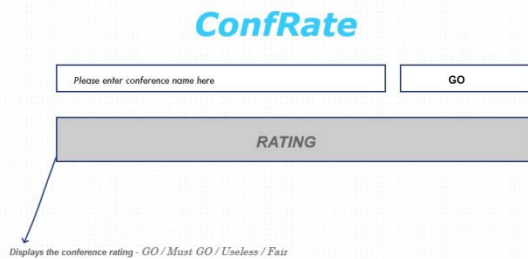 ConfRate
Please enter conference name here
GO
RATING
Displays the conference rating - GO / Must GO / Useless / Fair